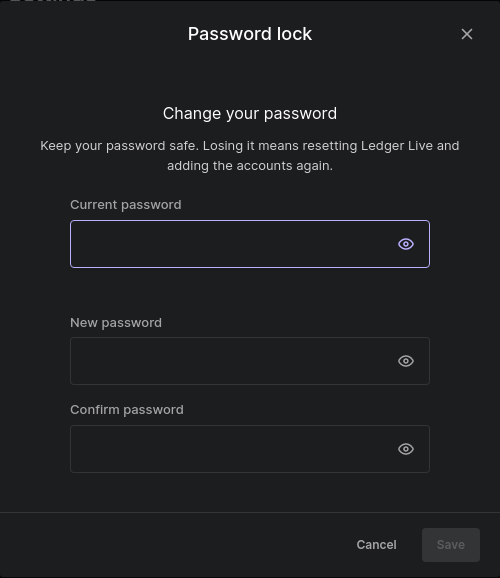 Password lock
Change your password
Keep your password safe. Losing it means resetting Ledger Live and
adding the accounts again.
Current password
New password
Confirm password
Cancel
Save